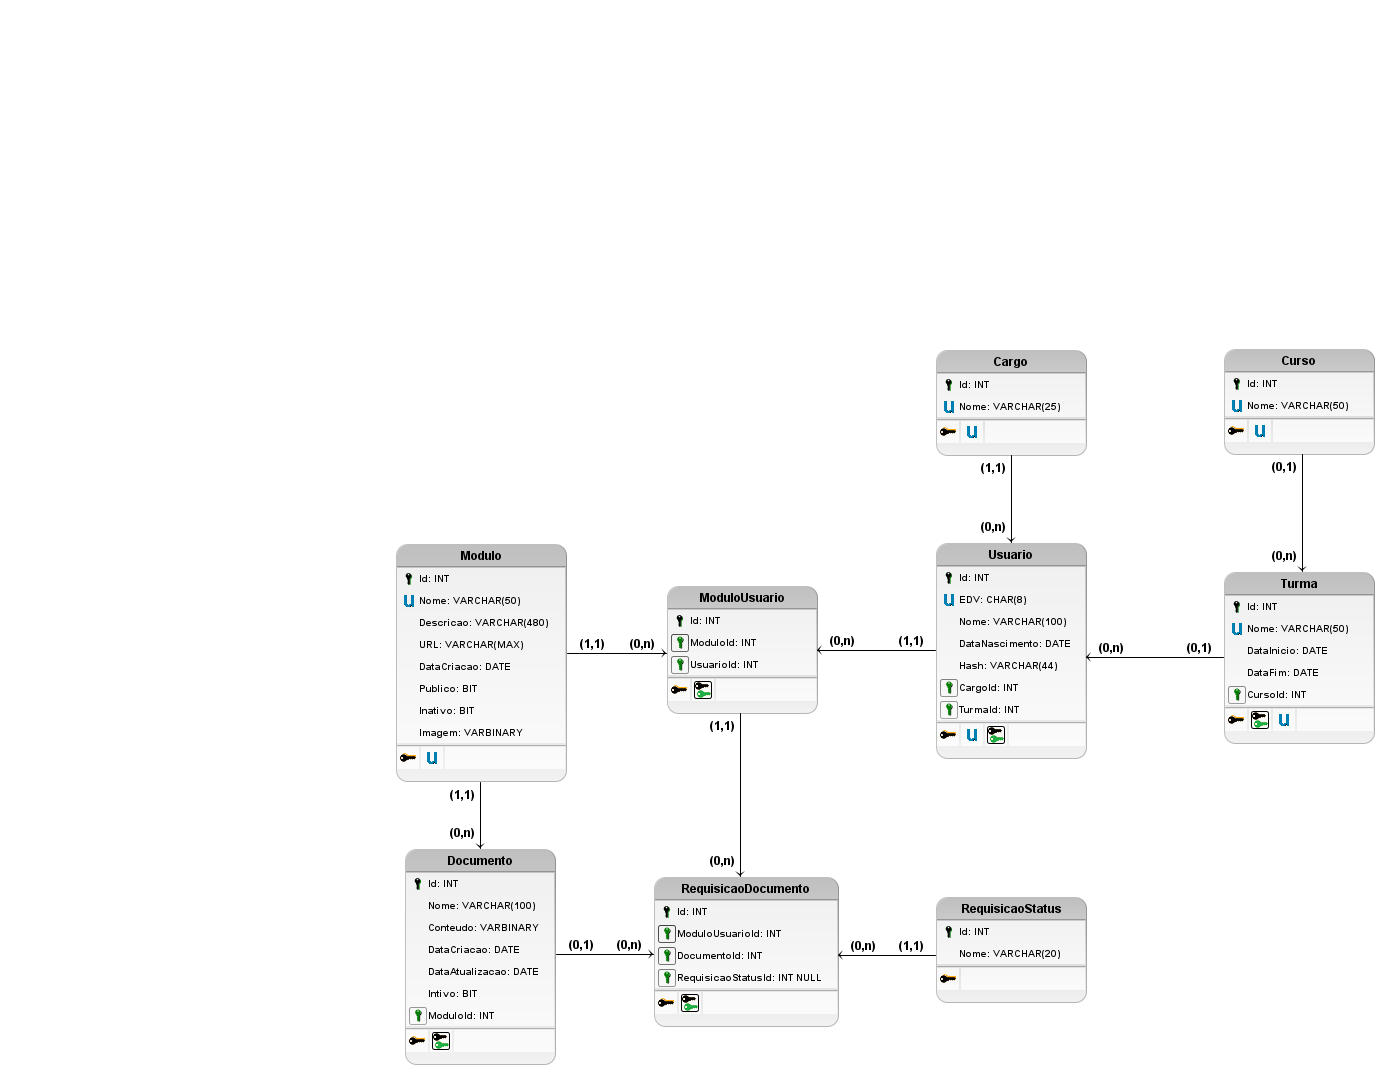 Cargo
Id: INT
Nome: VARCHAR(25)
U
(1,1)
(0,n)
Curso
Id: INT
Nome: VARCHAR(50)
U
(0,1)
(0,n)
Modulo
Id: INT
U Nome: VARCHAR(50)
Descricao: VARCHAR(480)
URL: VARCHAR(MAX)
DataCriacao: DATE
Publico: BIT
Inativo: BIT
Imagem: VARBINARY
U
(1,1)
(0,n)
(1,1)
(0,n)
ModuloUsuario
Id: INT
ModuloId: INT
UsuarioId: INT
(0,n)
(1,1)
(1,1)
(0,n)
Usuario
Id: INT
U EDV: CHAR(8)
Nome: VARCHAR(100)
DataNascimento: DATE
Hash: VARCHAR(44)
CargoId: INT
TurmaId: INT
U
(0,n)
(0,1)
Turma
Id: INT
U Nome: VARCHAR(50)
DataInicio: DATE
DataFim: DATE
CursoId: INT
U
Documento
Id: INT
Nome: VARCHAR(100)
Conteudo: VARBINARY
DataCriacao: DATE
DataAtualizacao: DATE
Intivo: BIT
ModuloId: INT
(0,1)
(0,n)
RequisicaoDocumento
Id: INT
ModuloUsuarioId: INT
DocumentoId: INT
RequisicaoStatusId: INT NULL
(0,n)
(1,1)
RequisicaoStatus
Id: INT
Nome: VARCHAR(20)